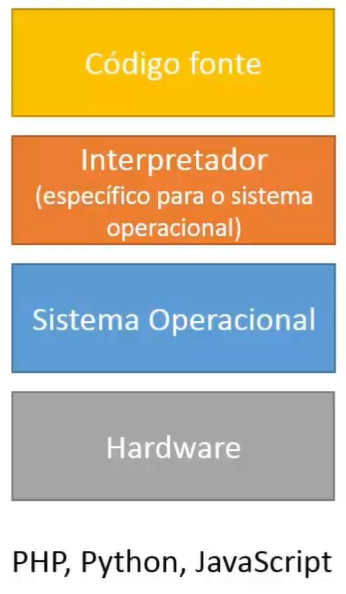 Código fonte
Interpretador
(específico para o sistema
operacional)
Sistema Operacional
Hardware
PHP, Python, JavaScript